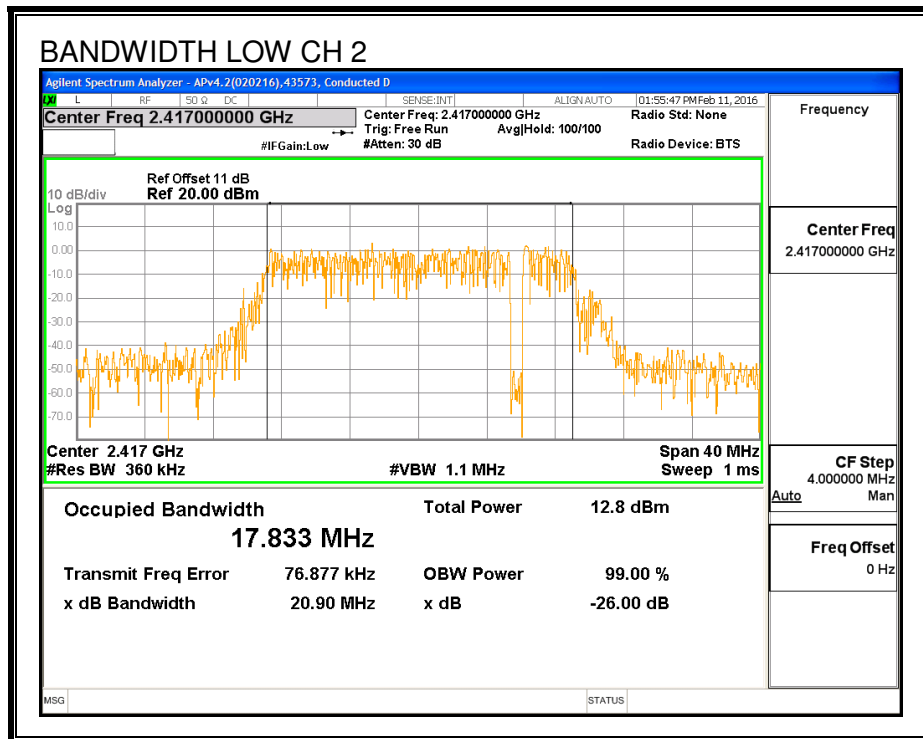 BANDWIDTH LOW CH 2
Agilent Spectrum Analyzer - APv4.2(020216),43573, Conducted D
LXI L RF 50 Ω DC SENSE:INT ALIGN AUTO 01:55:47 PM Feb 11, 2016
Center Freq 2.417000000 GHz
Center Freq: 2.417000000 GHz
Radio Std: None
Trig: Free Run Avg|Hold: 100/100
#IFGain:Low
#Atten: 30 dB
Radio Device: BTS
Frequency
Ref Offset 11 dB
10 dB/div Ref 20.00 dBm
Log
10.0
0.00
-10.0
-20.0
-30.0
-40.0
-50.0
-60.0
-70.0
Center 2.417 GHz Span 40 MHz
#Res BW 360 kHz #VBW 1.1 MHz Sweep 1 ms
Center Freq
2.417000000 GHz
CF Step
4.000000 MHz
Auto Man
Freq Offset
0 Hz
Occupied Bandwidth Total Power 12.8 dBm
17.833 MHz
Transmit Freq Error 76.877 kHz OBW Power 99.00 %
x dB Bandwidth 20.90 MHz x dB -26.00 dB
MSG STATUS